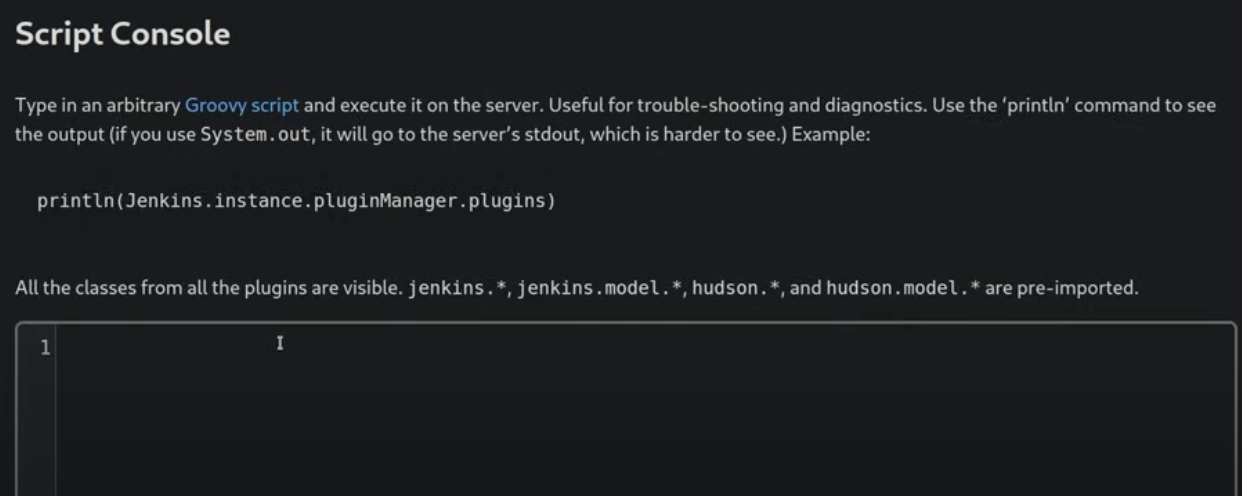 Script Console
Type in an arbitrary Groovy script and execute it on the server. Useful for trouble-shooting and diagnostics. Use the ‘println’ command to see
the output (if you use System.out, it will go to the server’s stdout, which is harder to see.) Example:
println(Jenkins.instance.pluginManager.plugins)
All the classes from all the plugins are visible. jenkins.*, jenkins.model.*, hudson.*, and hudson.model.* are pre-imported.
1